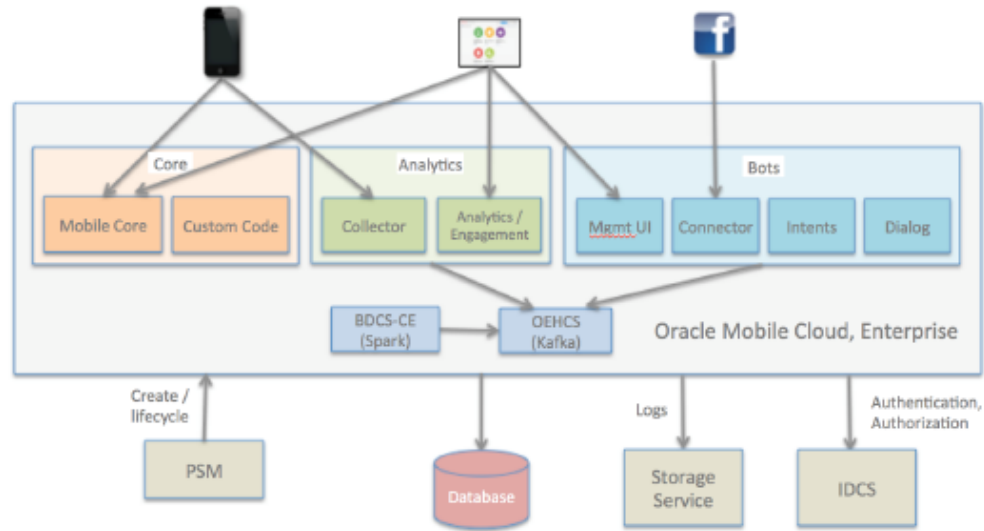 Core
Mobile Core
Custom Code
Analytics
Collector
Analytics /
Engagement
Bots
Mgmt UI
Connector
Intents
Dialog
BDCS-CE
(Spark)
OEHCS
(Kafka)
Oracle Mobile Cloud, Enterprise
Create /
lifecycle
PSM
Database
Logs
Storage
Service
Authentication,
Authorization
IDCS